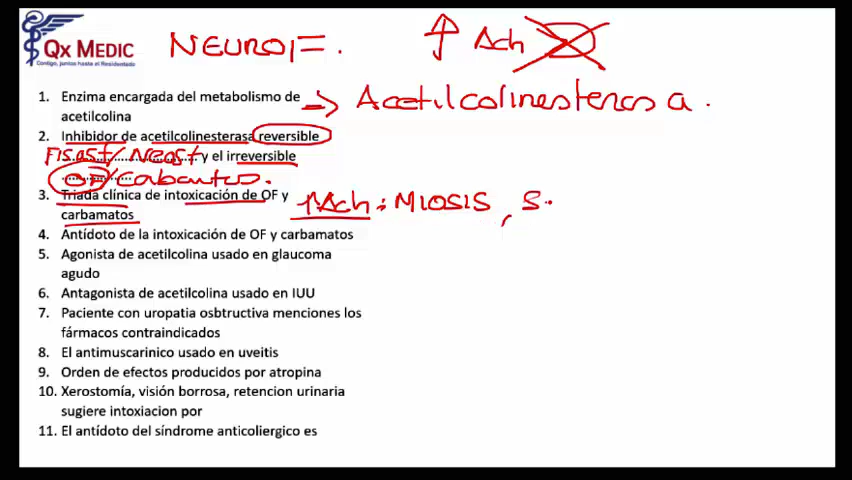 NEURO1=.
↑ Ach
QX MEDIC
Contigo, juntos hasta el Residentado
1. Enzima encargada del metabolismo de → Acetilcolinesterasa.
acetilcolina
2. Inhibidor de acetilcolinesterasa reversible
Fisost/Neost y el irreversible
OF/carbamtos.
3. Triada clínica de intoxicación de OF y
carbamatos ↑Ach: MIOSIS, S.
4. Antídoto de la intoxicación de OF y carbamatos
5. Agonista de acetilcolina usado en glaucoma
agudo
6. Antagonista de acetilcolina usado en IUU
7. Paciente con uropatia osbtructiva menciones los
fármacos contraindicados
8. El antimuscarinico usado en uveitis
9. Orden de efectos producidos por atropina
10. Xerostomía, visión borrosa, retencion urinaria
sugiere intoxiacion por
11. El antídoto del síndrome anticoliergico es